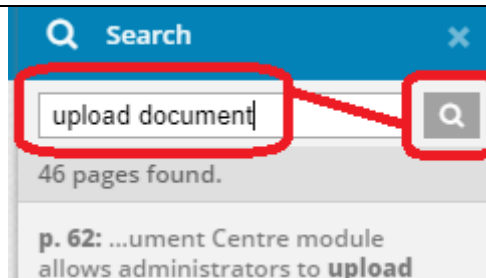 Search
upload document
46 pages found.
p. 62: ...ument Centre module
allows administrators to upload